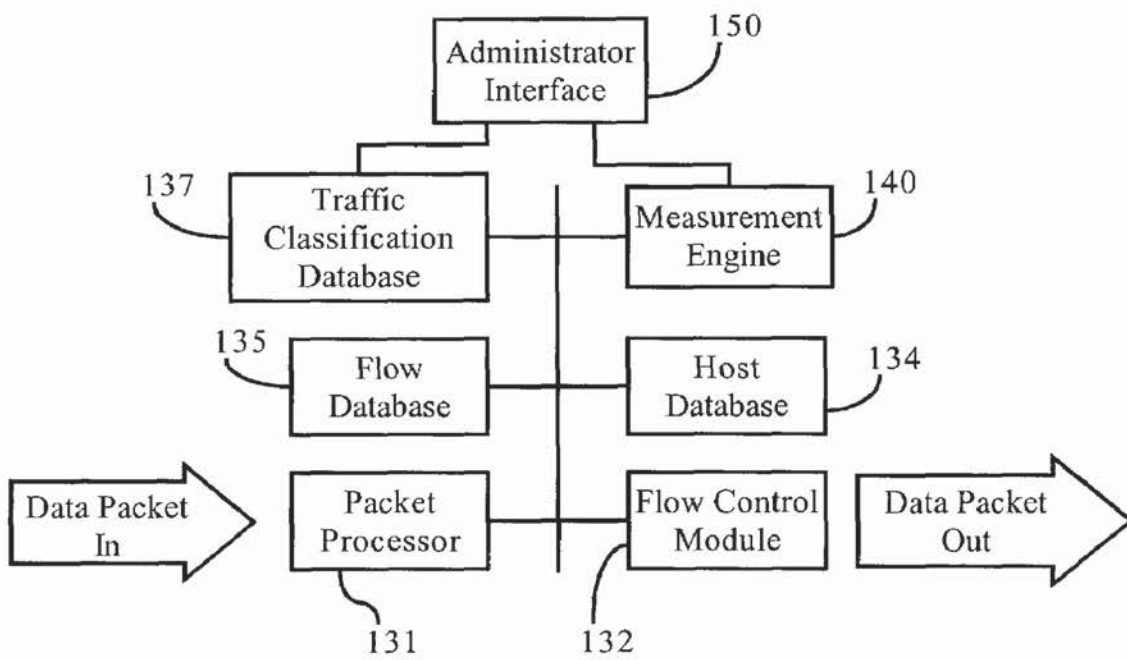 150
Administrator
Interface
137
Traffic
Classification
Database
Measurement
Engine
140
135
Flow
Database
Host
Database
134
Data Packet
In
Packet
Processor
Flow Control
Module
Data Packet
Out
131
132